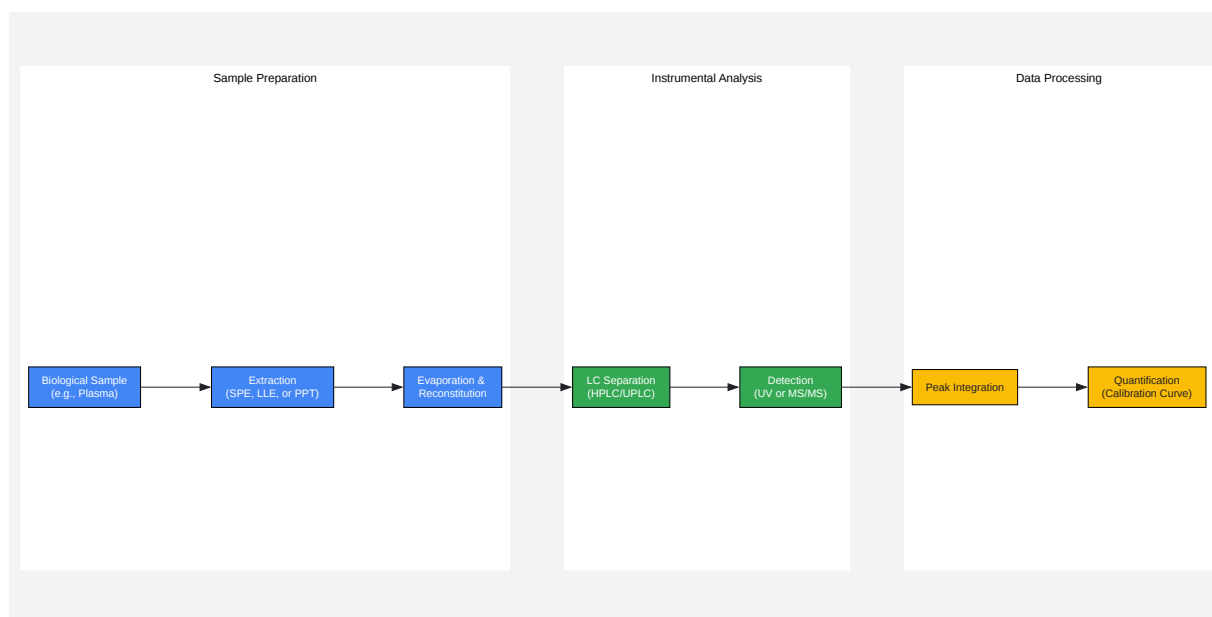 Sample Preparation
Instrumental Analysis
Data Processing
Biological Sample
(e.g., Plasma)
Extraction
(SPE, LLE, or PPT)
Evaporation &
Reconstitution
LC Separation
(HPLC/UPLC)
Detection
(UV or MS/MS)
Peak Integration
Quantification
(Calibration Curve)